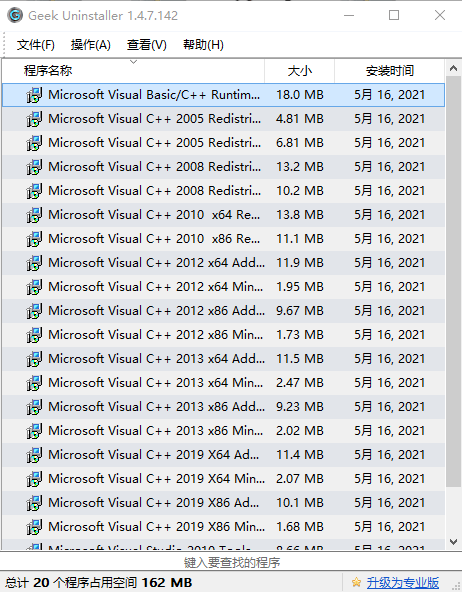 Geek Uninstaller 1.4.7.142
文件(F) 操作(A) 查看(V) 帮助(H)
程序名称 大小 安装时间
Microsoft Visual Basic/C++ Runtim... 18.0 MB 5月 16, 2021
Microsoft Visual C++ 2005 Redistri... 4.81 MB 5月 16, 2021
Microsoft Visual C++ 2005 Redistri... 6.81 MB 5月 16, 2021
Microsoft Visual C++ 2008 Redistri... 13.2 MB 5月 16, 2021
Microsoft Visual C++ 2008 Redistri... 10.2 MB 5月 16, 2021
Microsoft Visual C++ 2010  x64 Re... 13.8 MB 5月 16, 2021
Microsoft Visual C++ 2010  x86 Re... 11.1 MB 5月 16, 2021
Microsoft Visual C++ 2012 x64 Add... 11.9 MB 5月 16, 2021
Microsoft Visual C++ 2012 x64 Min... 1.95 MB 5月 16, 2021
Microsoft Visual C++ 2012 x86 Add... 9.67 MB 5月 16, 2021
Microsoft Visual C++ 2012 x86 Min... 1.73 MB 5月 16, 2021
Microsoft Visual C++ 2013 x64 Add... 11.5 MB 5月 16, 2021
Microsoft Visual C++ 2013 x64 Min... 2.47 MB 5月 16, 2021
Microsoft Visual C++ 2013 x86 Add... 9.23 MB 5月 16, 2021
Microsoft Visual C++ 2013 x86 Min... 2.02 MB 5月 16, 2021
Microsoft Visual C++ 2019 X64 Ad... 11.4 MB 5月 16, 2021
Microsoft Visual C++ 2019 X64 Min... 2.07 MB 5月 16, 2021
Microsoft Visual C++ 2019 X86 Ad... 10.1 MB 5月 16, 2021
Microsoft Visual C++ 2019 X86 Min... 1.68 MB 5月 16, 2021
Microsoft Visual Studio 2010 Tools... 8.66 MB 5月 16, 2021
键入要查找的程序
总计 20 个程序占用空间 162 MB 升级为专业版